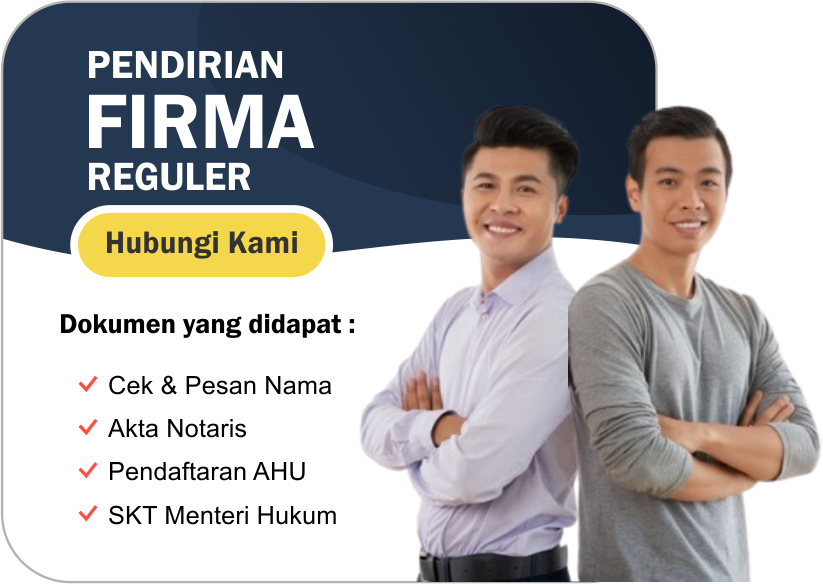 PENDIRIAN
FIRMA
REGULER
Hubungi Kami
Dokumen yang didapat :
Cek & Pesan Nama
Akta Notaris
Pendaftaran AHU
SKT Menteri Hukum